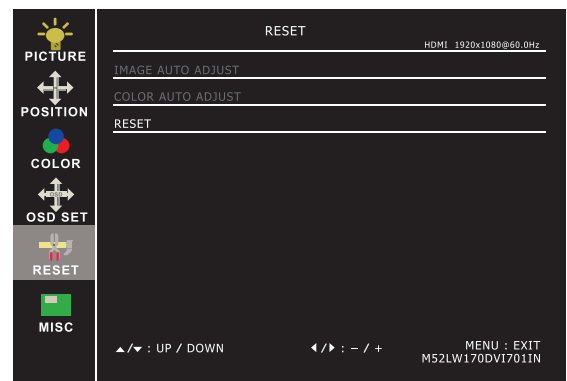 RESET
HDMI 1920x1080@60.0Hz
PICTURE
POSITION
COLOR
OSD
OSD SET
RESET
MISC
IMAGE AUTO ADJUST
COLOR AUTO ADJUST
RESET
▲/▼ : UP / DOWN
◀/▶ : − / +
MENU : EXIT
M52LW170DVI701IN